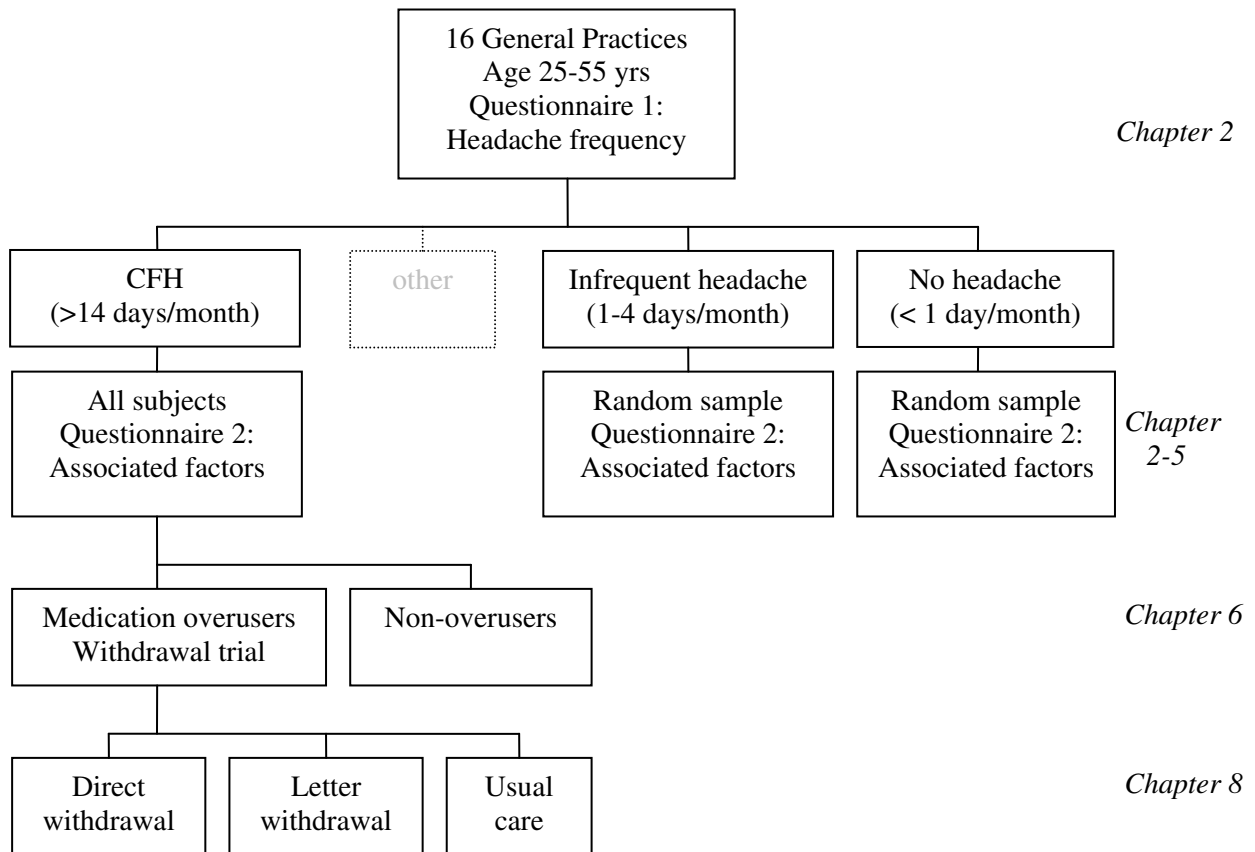 16 General Practices
Age 25-55 yrs
Questionnaire 1:
Headache frequency
Chapter 2
CFH
(>14 days/month)
other
Infrequent headache
(1-4 days/month)
No headache
(< 1 day/month)
All subjects
Questionnaire 2:
Associated factors
Random sample
Questionnaire 2:
Associated factors
Random sample
Questionnaire 2:
Associated factors
Chapter
2-5
Medication overusers
Withdrawal trial
Non-overusers
Chapter 6
Direct
withdrawal
Letter
withdrawal
Usual
care
Chapter 8